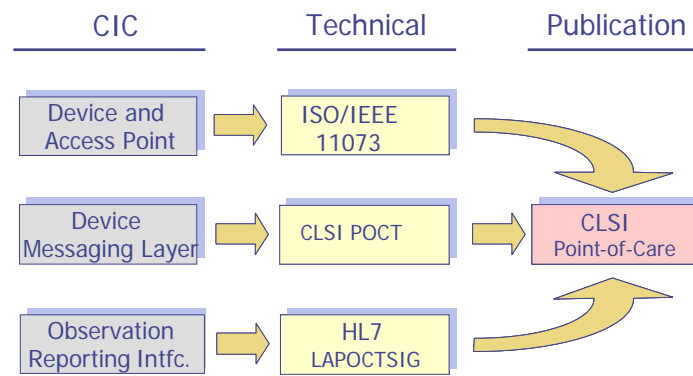 CIC
Technical
Publication
Device and
Access Point
ISO/IEEE
11073
Device
Messaging Layer
CLSI POCT
CLSI
Point-of-Care
Observation
Reporting Intfc.
HL7
LAPOCTSIG